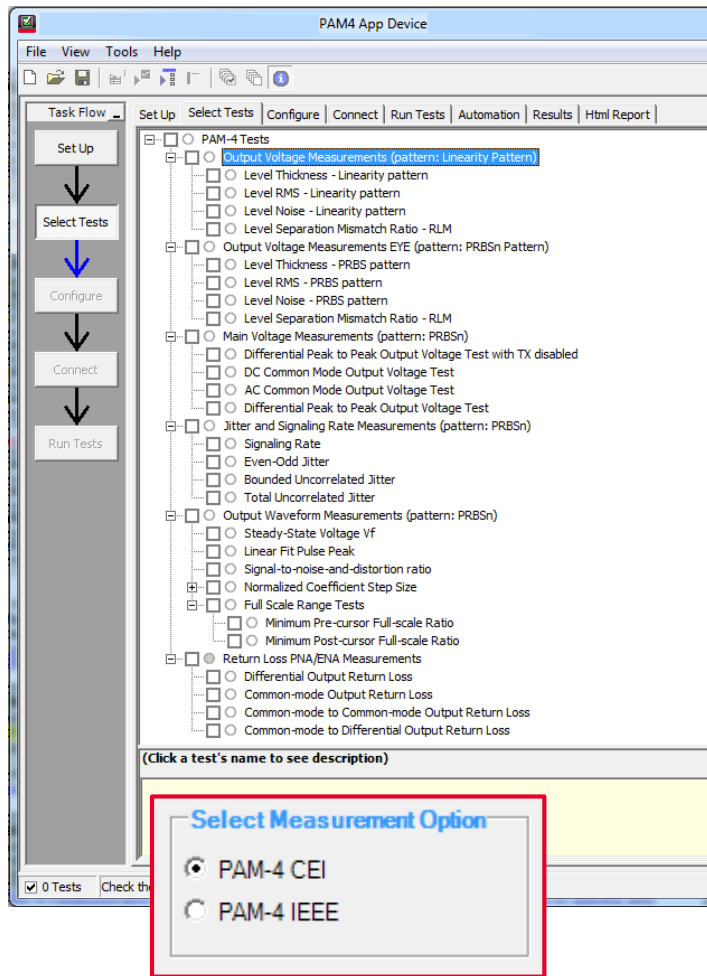 PAM4 App Device
File View Tools Help
Task Flow
Set Up
Select Tests
Configure
Connect
Run Tests
Set Up Select Tests Configure Connect Run Tests Automation Results Html Report
PAM-4 Tests
Output Voltage Measurements (pattern: Linearity Pattern)
Level Thickness - Linearity pattern
Level RMS - Linearity pattern
Level Noise - Linearity pattern
Level Separation Mismatch Ratio - RLM
Output Voltage Measurements EYE (pattern: PRBSn Pattern)
Level Thickness - PRBS pattern
Level RMS - PRBS pattern
Level Noise - PRBS pattern
Level Separation Mismatch Ratio - RLM
Main Voltage Measurements (pattern: PRBSn)
Differential Peak to Peak Output Voltage Test with TX disabled
DC Common Mode Output Voltage Test
AC Common Mode Output Voltage Test
Differential Peak to Peak Output Voltage Test
Jitter and Signaling Rate Measurements (pattern: PRBSn)
Signaling Rate
Even-Odd Jitter
Bounded Uncorrelated Jitter
Total Uncorrelated Jitter
Output Waveform Measurements (pattern: PRBSn)
Steady-State Voltage Vf
Linear Fit Pulse Peak
Signal-to-noise-and-distortion ratio
Normalized Coefficient Step Size
Full Scale Range Tests
Minimum Pre-cursor Full-scale Ratio
Minimum Post-cursor Full-scale Ratio
Return Loss PNA/ENA Measurements
Differential Output Return Loss
Common-mode Output Return Loss
Common-mode to Common-mode Output Return Loss
Common-mode to Differential Output Return Loss
(Click a test's name to see description)
0 Tests Check the
Select Measurement Option
PAM-4 CEI
PAM-4 IEEE